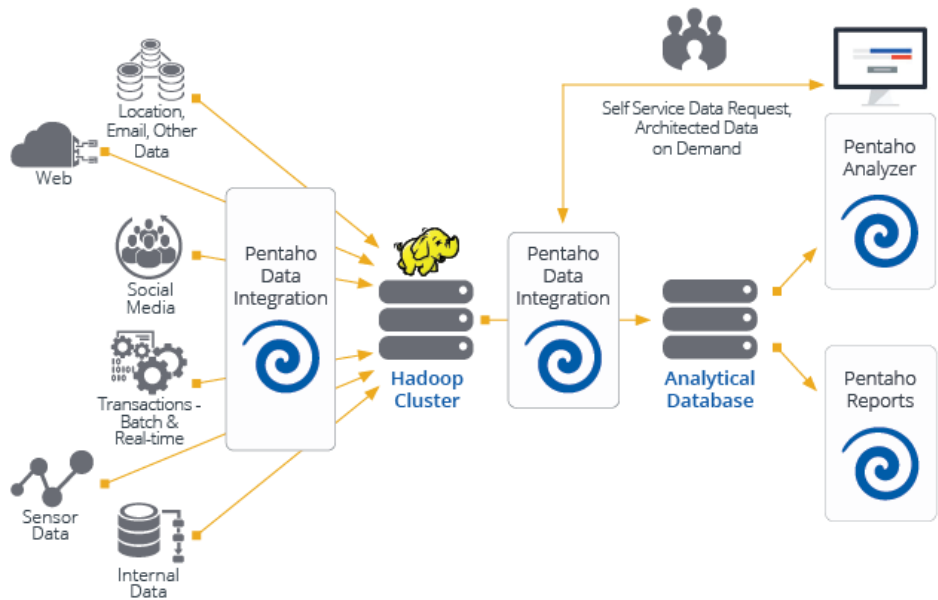 Location,
Email, Other
Data
Web
Social
Media
Transactions -
Batch &
Real-time
Sensor
Data
Internal
Data
Pentaho
Data
Integration
Hadoop
Cluster
Pentaho
Data
Integration
Self Service Data Request,
Architected Data
on Demand
Analytical
Database
Pentaho
Analyzer
Pentaho
Reports